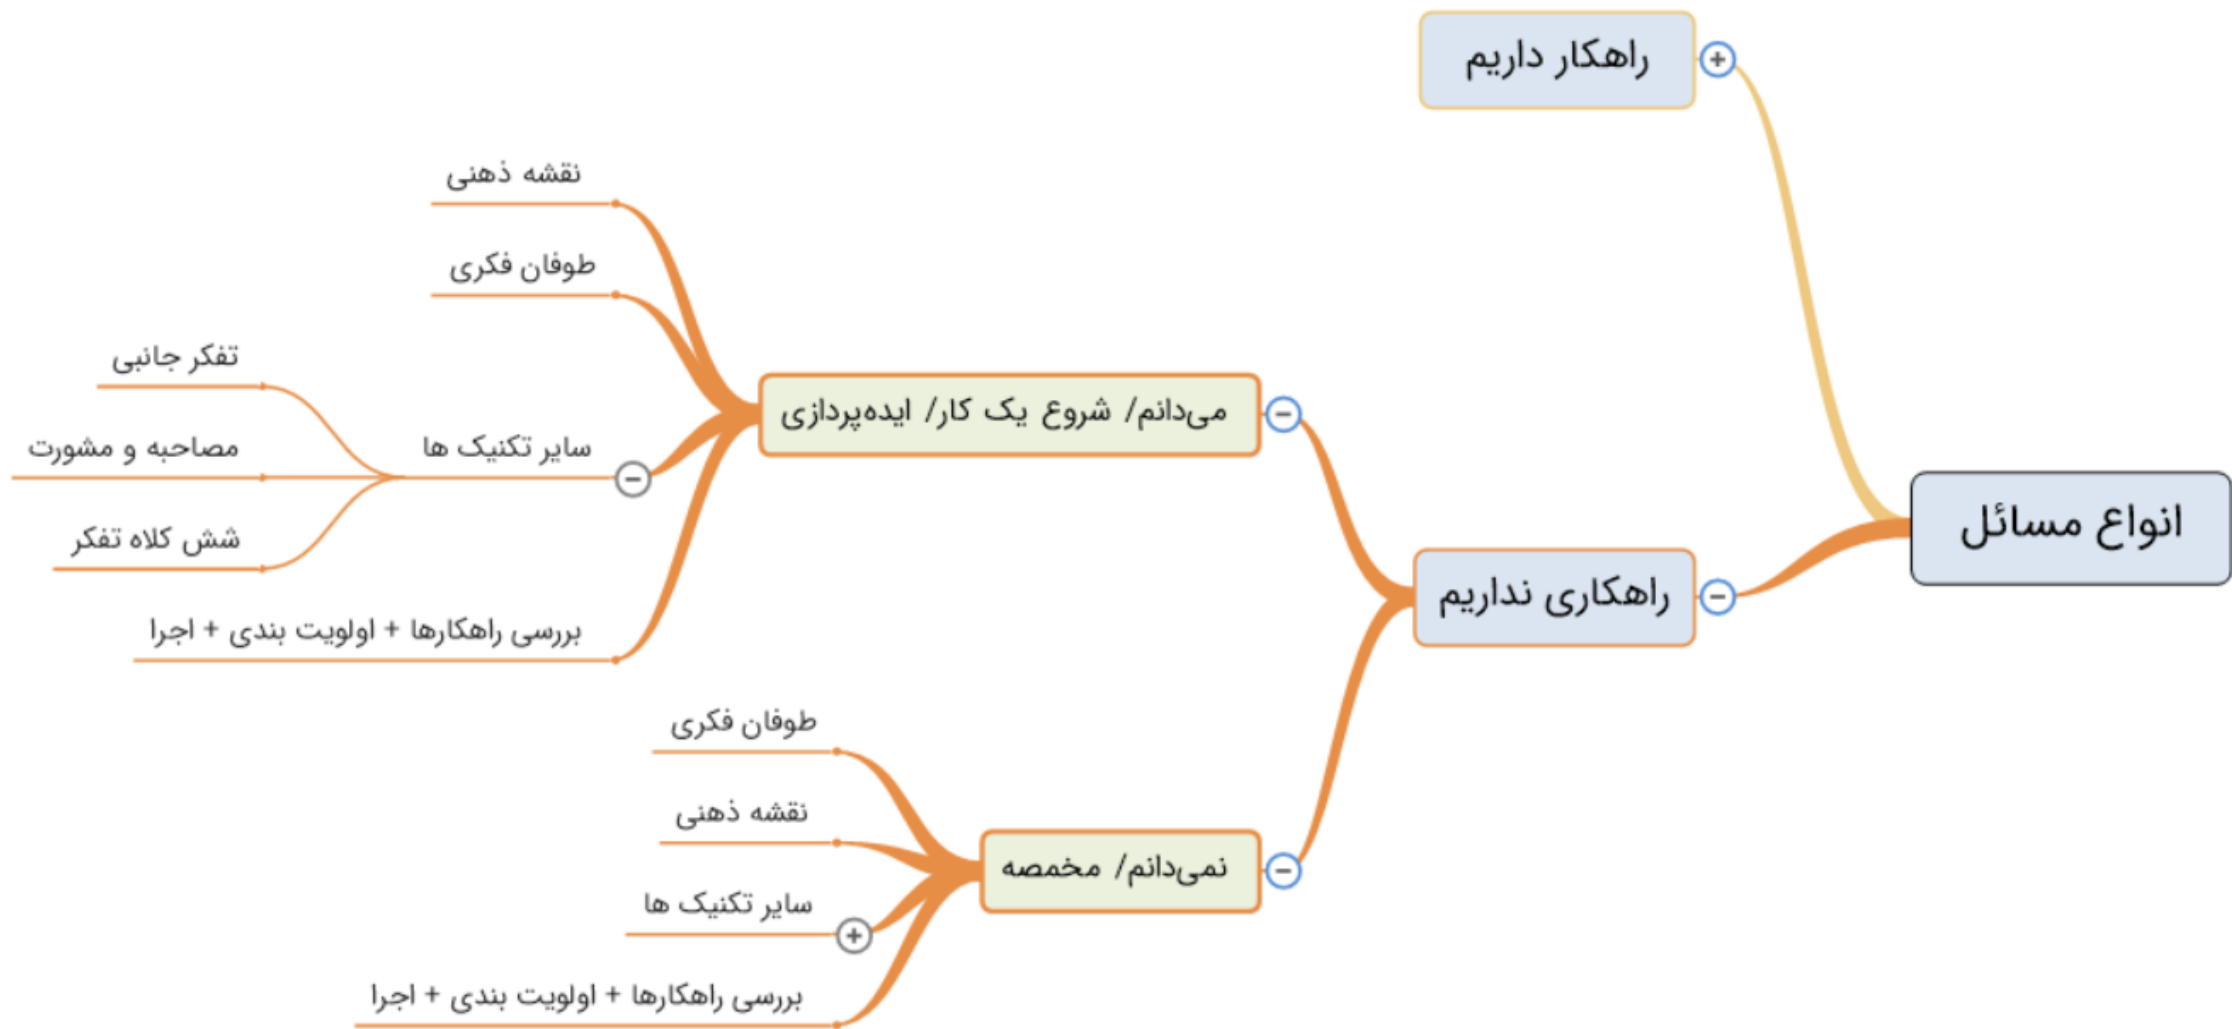 انواع مسائل
راهکار داریم
راهکاری نداریم
می‌دانم/ شروع یک کار/ ایده‌پردازی
نقشه ذهنی
طوفان فکری
سایر تکنیک ها
تفکر جانبی
مصاحبه و مشورت
شش کلاه تفکر
بررسی راهکارها + اولویت بندی + اجرا
نمی‌دانم/ مخمصه
طوفان فکری
نقشه ذهنی
سایر تکنیک ها
بررسی راهکارها + اولویت بندی + اجرا